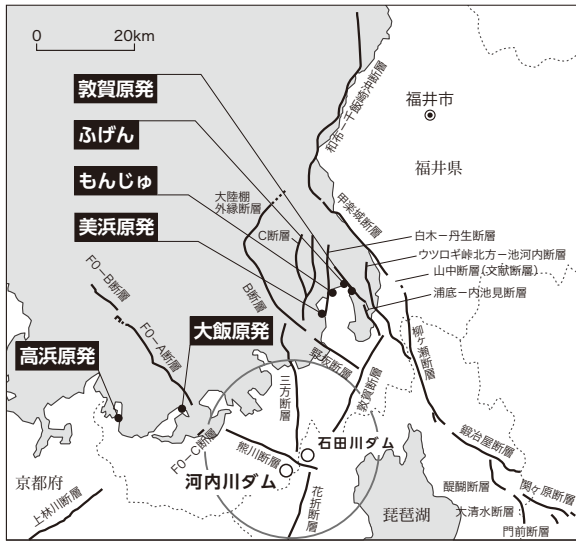 0 20km
敦賀原発
ふげん
もんじゅ
美浜原発
和布ー干飯崎沖断層
福井市
福井県
大陸棚
外縁断層
甲楽城断層
C断層
白木ー丹生断層
ウツロギ峠北方ー池河内断層
山中断層(文献断層)
浦底ー内池見断層
B断層
FO-B断層
FO-A断層
大飯原発
高浜原発
野坂断層
三方断層
敦賀断層
柳ヶ瀬断層
FO-C断層
熊川断層
石田川ダム
河内川ダム
花折断層
鍛冶屋断層
関ヶ原断層
醍醐断層
大清水断層
門前断層
琵琶湖
京都府
上林川断層